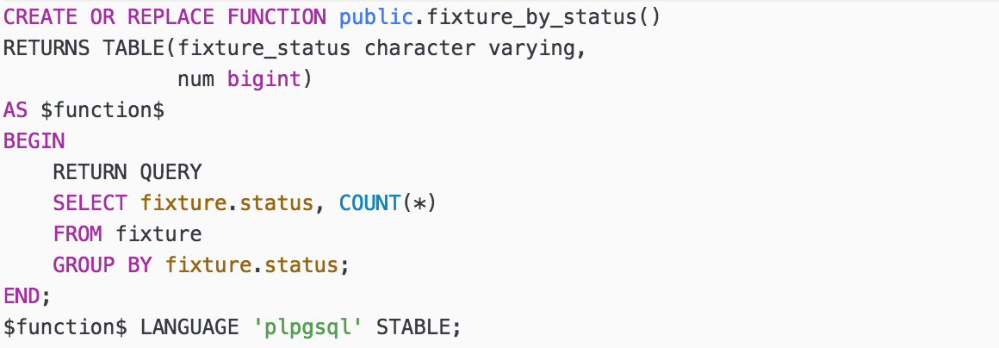 CREATE OR REPLACE FUNCTION public.fixture_by_status()
RETURNS TABLE(fixture_status character varying,
              num bigint)
AS $function$
BEGIN
    RETURN QUERY
    SELECT fixture.status, COUNT(*)
    FROM fixture
    GROUP BY fixture.status;
END;
$function$ LANGUAGE 'plpgsql' STABLE;